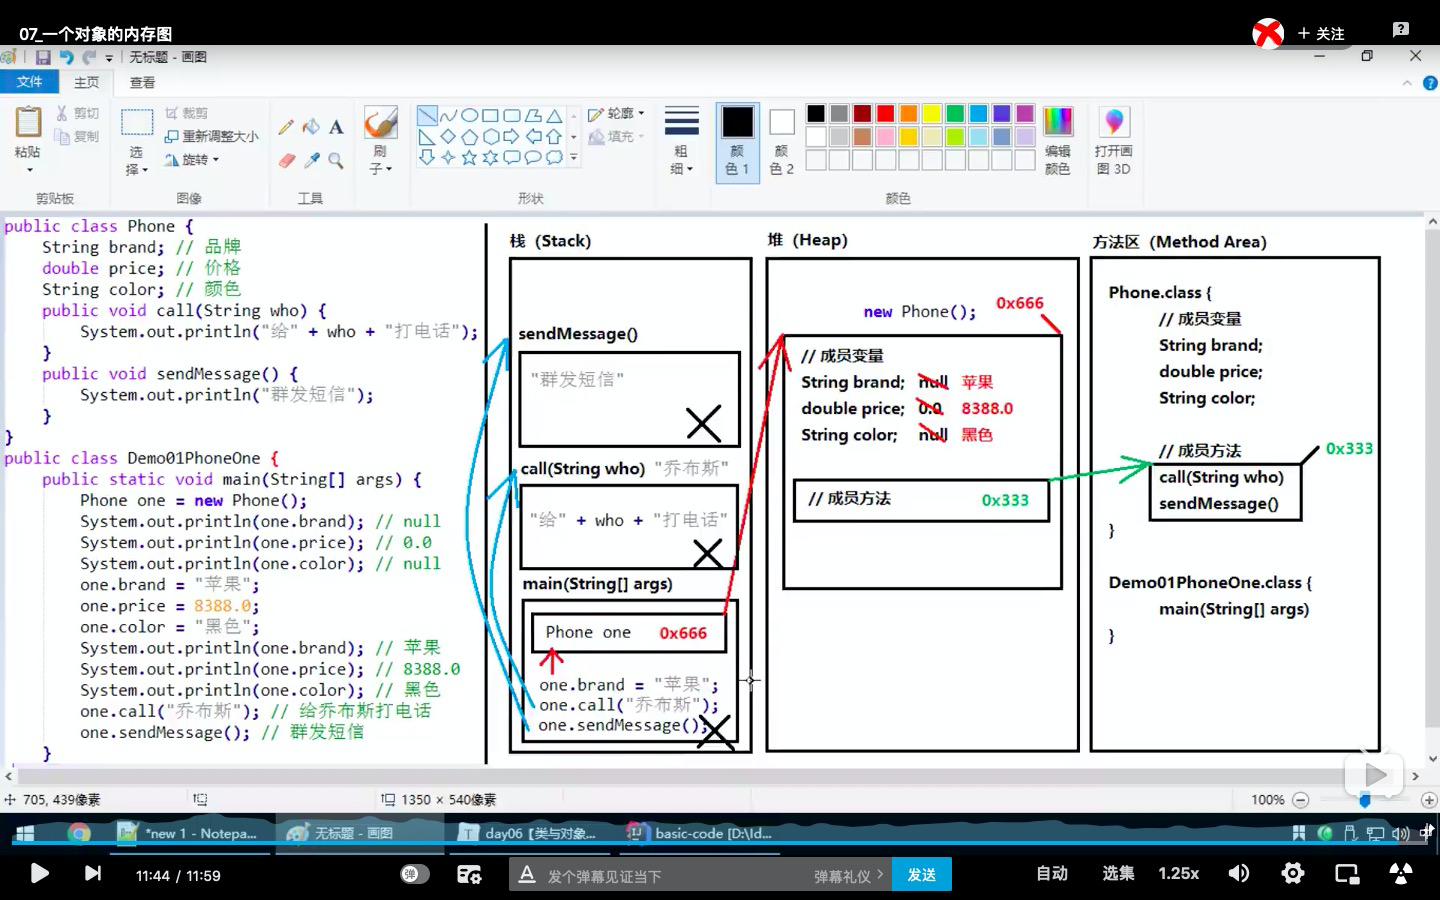 07_一个对象的内存图
+ 关注
无标题 - 画图
文件
主页
查看
粘贴
剪切
复制
剪贴板
选择
裁剪
重新调整大小
旋转
图像
A
工具
刷子
轮廓
填充
形状
粗细
颜色 1
颜色 2
编辑颜色
颜色
打开画图 3D
public class Phone {
String brand; // 品牌
double price; // 价格
String color; // 颜色
public void call(String who) {
System.out.println("给" + who + "打电话");
}
public void sendMessage() {
System.out.println("群发短信");
}
}
public class Demo01PhoneOne {
public static void main(String[] args) {
Phone one = new Phone();
System.out.println(one.brand); // null
System.out.println(one.price); // 0.0
System.out.println(one.color); // null
one.brand = "苹果";
one.price = 8388.0;
one.color = "黑色";
System.out.println(one.brand); // 苹果
System.out.println(one.price); // 8388.0
System.out.println(one.color); // 黑色
one.call("乔布斯"); // 给乔布斯打电话
one.sendMessage(); // 群发短信
}
栈（Stack)
sendMessage()
"群发短信"
call(String who) "乔布斯"
"给" + who + "打电话"
main(String[] args)
Phone one 0x666
one.brand = "苹果";
one.call("乔布斯");
one.sendMessage();
堆（Heap)
new Phone(); 0x666
// 成员变量
String brand; null 苹果
double price; 0.0 8388.0
String color; null 黑色
// 成员方法 0x333
方法区（Method Area)
Phone.class {
// 成员变量
String brand;
double price;
String color;
// 成员方法 0x333
call(String who)
sendMessage()
}
Demo01PhoneOne.class {
main(String[] args)
}
705, 439像素
1350 × 540像素
100%
*new 1 - Notepa...
无标题 - 画图
day06【类与对象...
basic-code [D:\Id...
11:44 / 11:59
弹
A 发个弹幕见证当下
弹幕礼仪 >
发送
自动
选集
1.25x